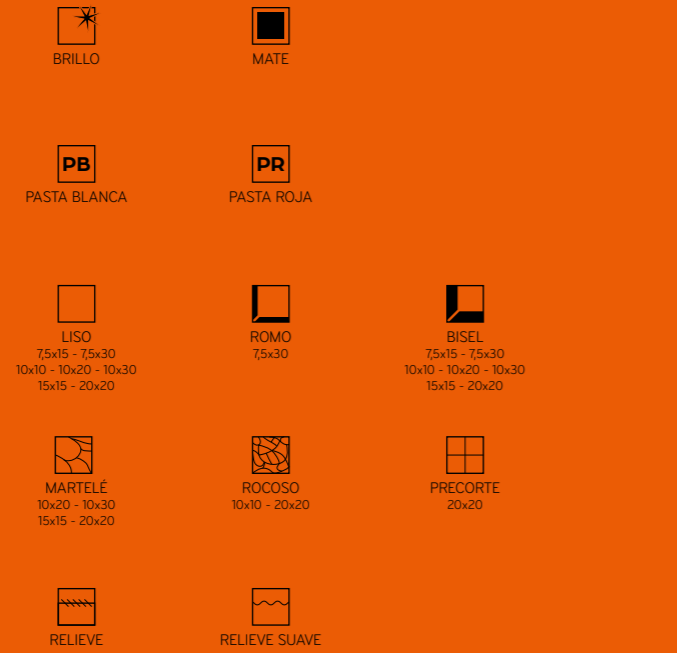 BRILLO
MATE
PB
PR
PASTA BLANCA
PASTA ROJA
LISO
7,5x15 - 7,5x30
10x10 - 10x20 - 10x30
15x15 - 20x20
ROMO
7,5x30
BISEL
7,5x15 - 7,5x30
10x10 - 10x20 - 10x30
15x15 - 20x20
MARTELÉ
10x20 - 10x30
15x15 - 20x20
ROCOSO
10x10 - 20x20
PRECORTE
20x20
RELIEVE
RELIEVE SUAVE